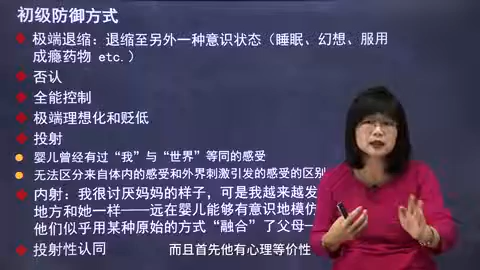 初级防御方式
极端退缩：退缩至另外一种意识状态（睡眠、幻想、服用
成瘾药物 etc.）
否认
全能控制
极端理想化和贬低
投射
婴儿曾经有过“我”与“世界”等同的感受
无法区分来自体内的感受和外界刺激引发的感受的区别
内射：我很讨厌妈妈的样子，可是我越来越发
地方和她一样——远在婴儿能够有意识地模仿
他们似乎用某种原始的方式“融合”了父母一
投射性认同
而且首先他有心理等价性